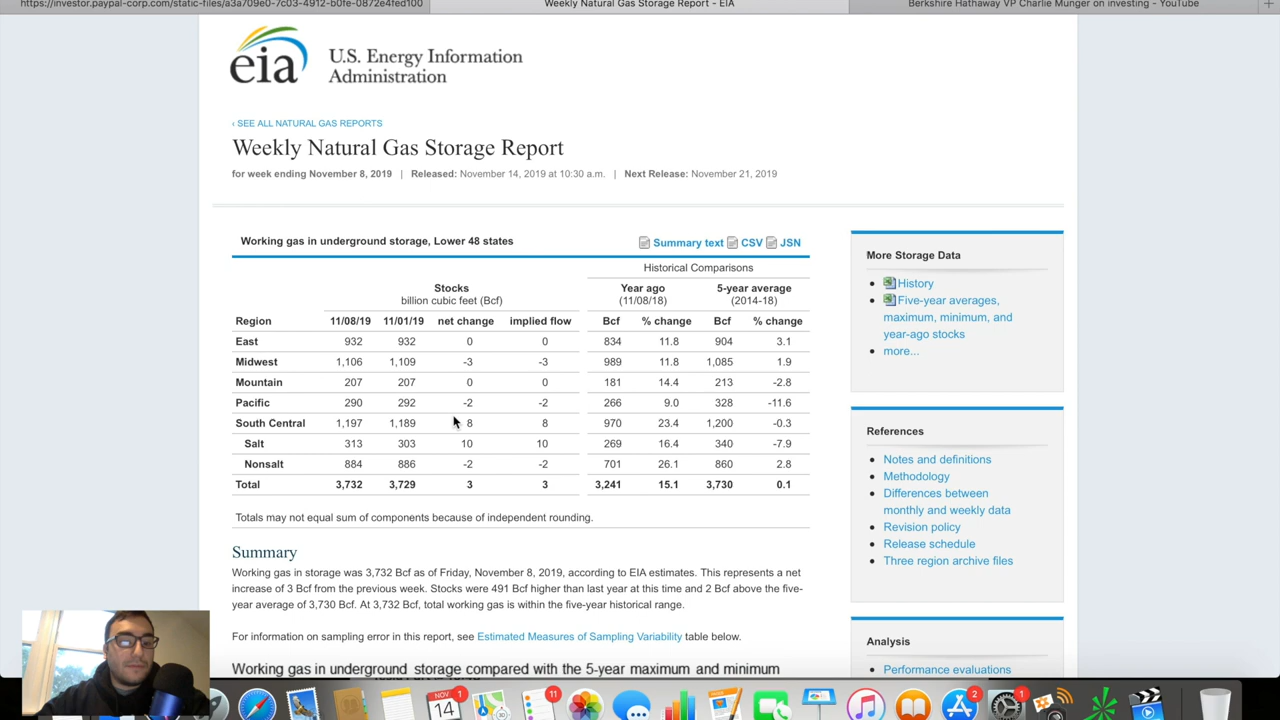 https://investor.paypal-corp.com/static-files/a3a709e0-7c03-4912-b0fe-0872e4fed100
Weekly Natural Gas Storage Report - EIA
Berkshire Hathaway VP Charlie Munger on investing - YouTube
eia
U.S. Energy Information
Administration
‹ SEE ALL NATURAL GAS REPORTS
Weekly Natural Gas Storage Report
for week ending November 8, 2019 | Released: November 14, 2019 at 10:30 a.m. | Next Release: November 21, 2019
Working gas in underground storage, Lower 48 states
Summary text CSV JSN
Historical Comparisons
Stocks
billion cubic feet (Bcf)
Year ago
(11/08/18)
5-year average
(2014-18)
Region 11/08/19 11/01/19 net change implied flow Bcf % change Bcf % change
East 932 932 0 0 834 11.8 904 3.1
Midwest 1,106 1,109 -3 -3 989 11.8 1,085 1.9
Mountain 207 207 0 0 181 14.4 213 -2.8
Pacific 290 292 -2 -2 266 9.0 328 -11.6
South Central 1,197 1,189 8 8 970 23.4 1,200 -0.3
Salt 313 303 10 10 269 16.4 340 -7.9
Nonsalt 884 886 -2 -2 701 26.1 860 2.8
Total 3,732 3,729 3 3 3,241 15.1 3,730 0.1
Totals may not equal sum of components because of independent rounding.
Summary
Working gas in storage was 3,732 Bcf as of Friday, November 8, 2019, according to EIA estimates. This represents a net
increase of 3 Bcf from the previous week. Stocks were 491 Bcf higher than last year at this time and 2 Bcf above the five-
year average of 3,730 Bcf. At 3,732 Bcf, total working gas is within the five-year historical range.
For information on sampling error in this report, see Estimated Measures of Sampling Variability table below.
Working gas in underground storage compared with the 5-year maximum and minimum
More Storage Data
History
Five-year averages,
maximum, minimum, and
year-ago stocks
more...
References
Notes and definitions
Methodology
Differences between
monthly and weekly data
Revision policy
Release schedule
Three region archive files
Analysis
Performance evaluations
NOV
14
1
11
2
1